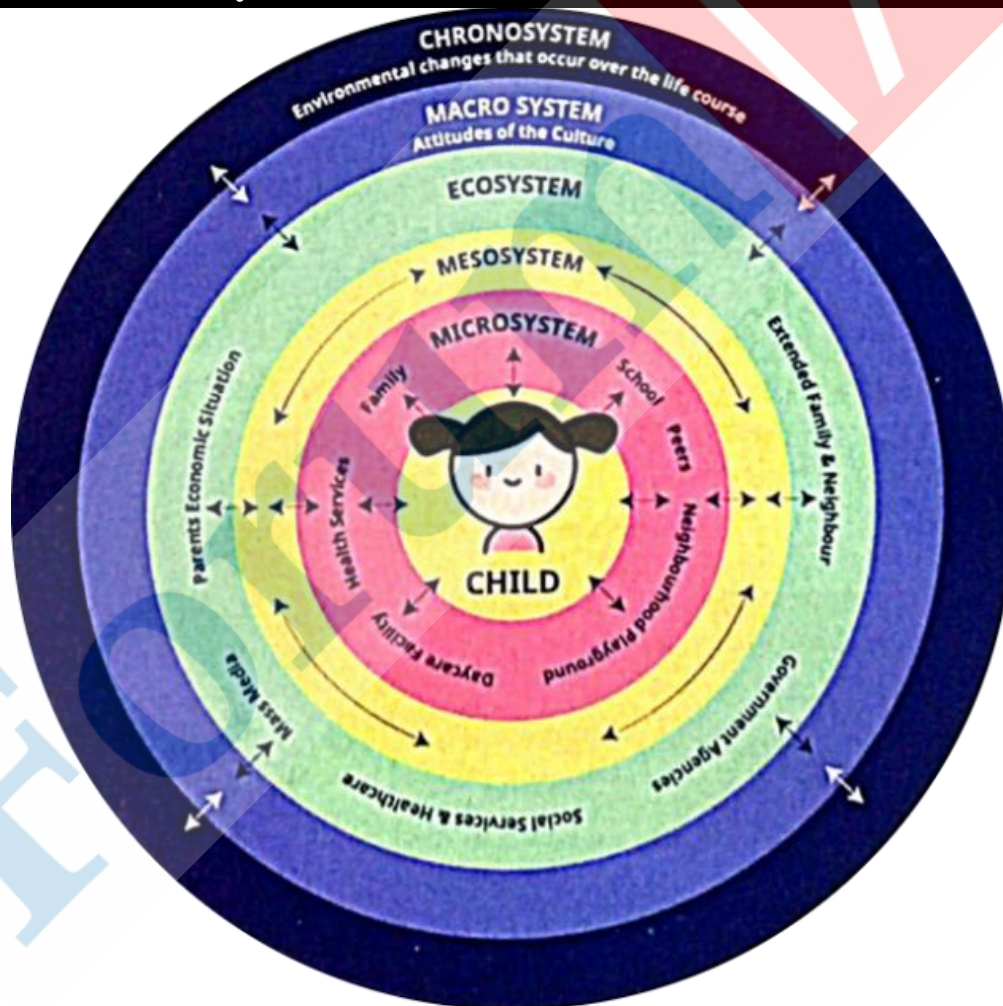 CHRONOSYSTEM
Environmental changes that occur over the life course
MACRO SYSTEM
Attitudes of the Culture
ECOSYSTEM
MESOSYSTEM
MICROSYSTEM
Family
School
Peers
Neighbourhood Playground
Daycare Facility
Health Services
CHILD
Parents Economic Situation
Extended Family & Neighbour
Mass Media
Social Services & Healthcare
Government Agencies